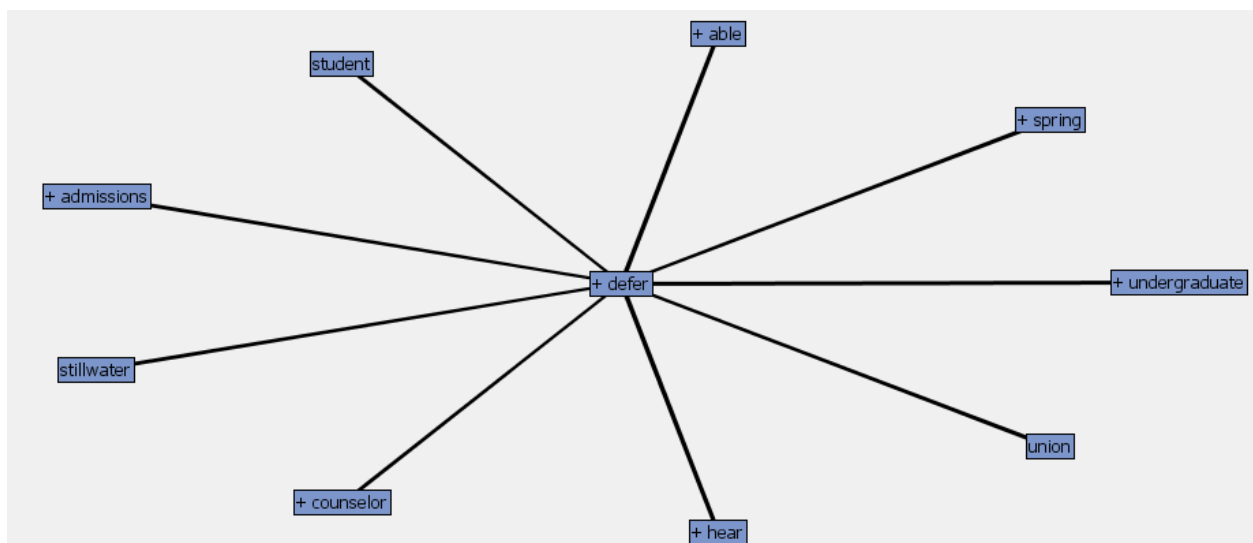 + able
student
+ spring
+ admissions
+ defer
+ undergraduate
stillwater
union
+ counselor
+ hear